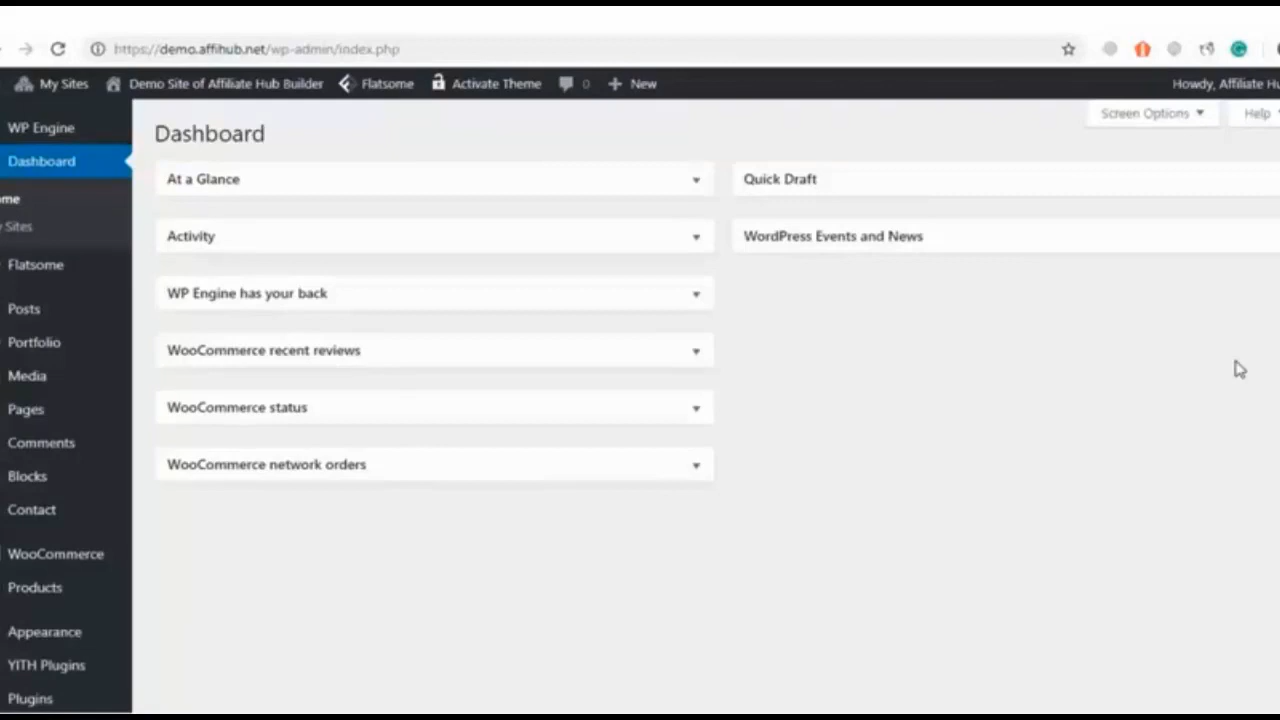 https://demo.affihub.net/wp-admin/index.php
My Sites Demo Site of Affiliate Hub Builder Flatsome Activate Theme 0 New Howdy, Affiliate Hu
Screen Options Help
WP Engine
Dashboard
ome
Sites
Flatsome
Posts
Portfolio
Media
Pages
Comments
Blocks
Contact
WooCommerce
Products
Appearance
YITH Plugins
Plugins
Dashboard
At a Glance
Activity
WP Engine has your back
WooCommerce recent reviews
WooCommerce status
WooCommerce network orders
Quick Draft
WordPress Events and News